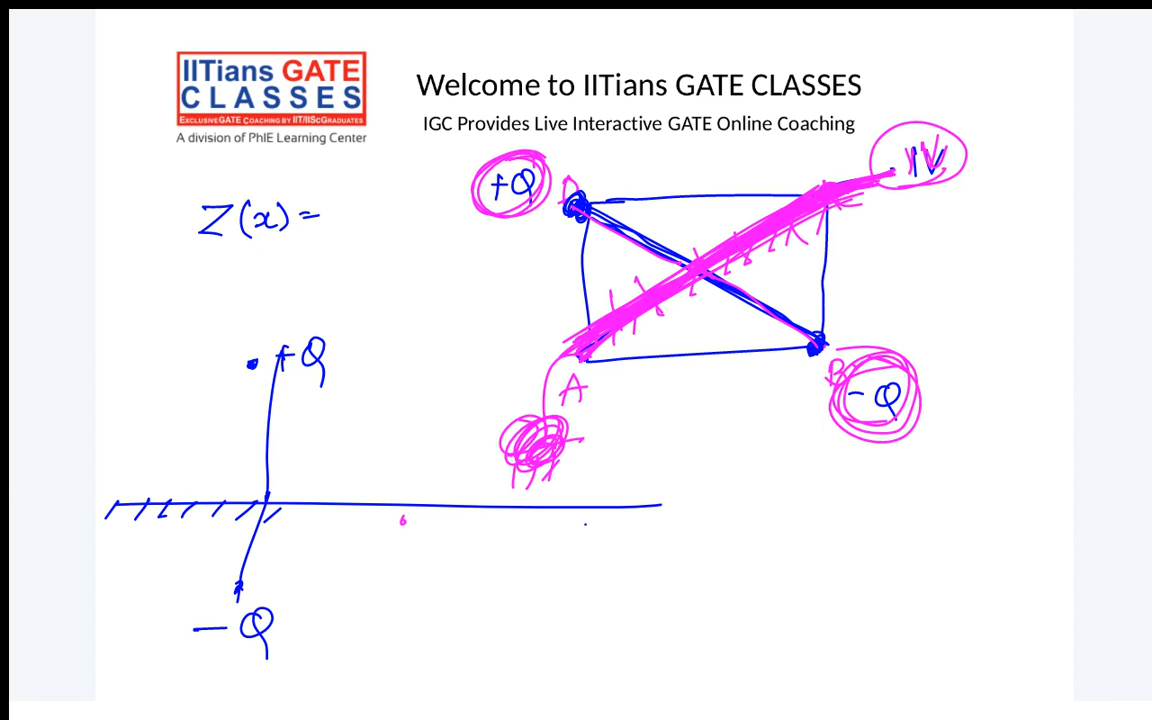 IITians GATE
CLASSES
EXCLUSIVE GATE COACHING BY IIT/IISc GRADUATES
A division of PhIE Learning Center
Welcome to IITians GATE CLASSES
IGC Provides Live Interactive GATE Online Coaching
+Q
Z(x)=
B
-Q
A
+Q
-Q